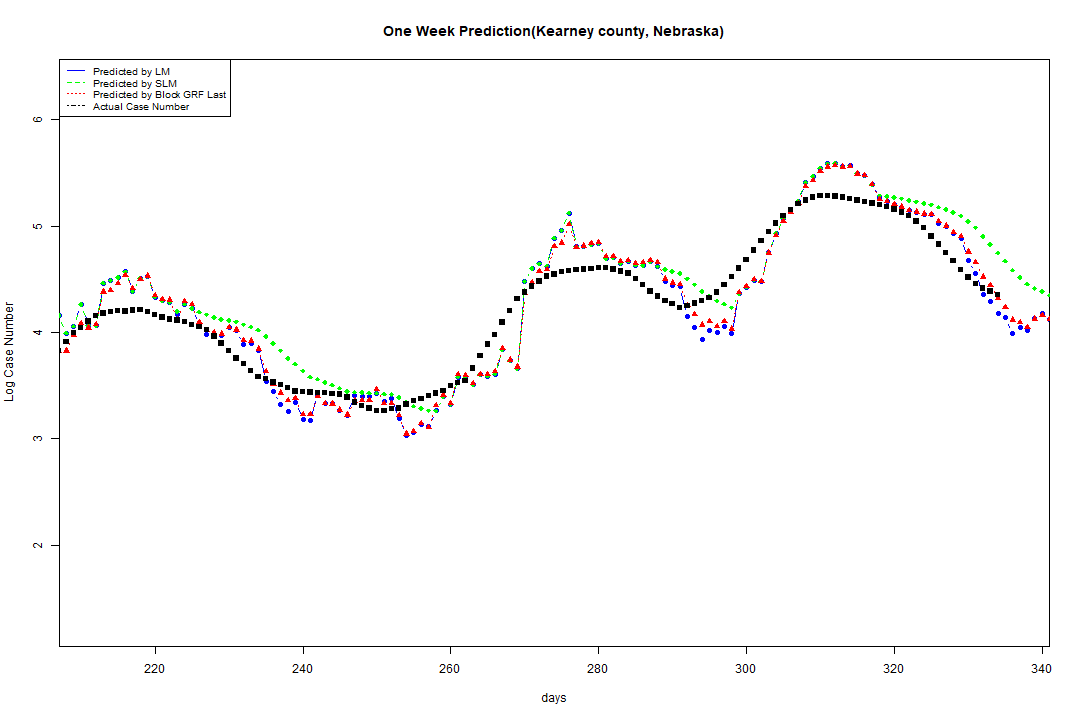 One Week Prediction(Kearney county, Nebraska)
Predicted by LM
Predicted by SLM
Predicted by Block GRF Last
Actual Case Number
6
5
4
3
2
Log Case Number
220 240 260 280 300 320 340
days